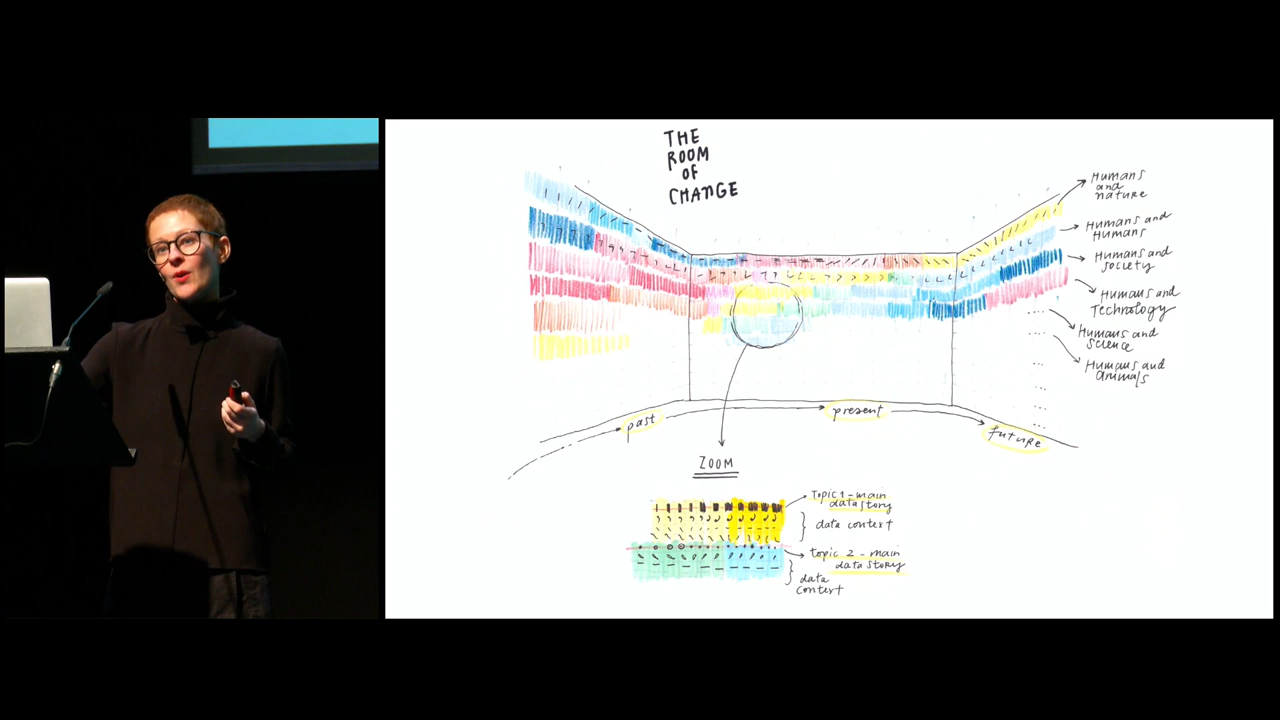 THE
ROOM
OF
CHANGE
Humans
and
nature
Humans and
Humans
Humans and
society
Humans and
Technology
Humans and
science
Humans and
animals
past
present
future
ZOOM
Topic 1 - main
data story
data context
topic 2 - main
data story
data
context